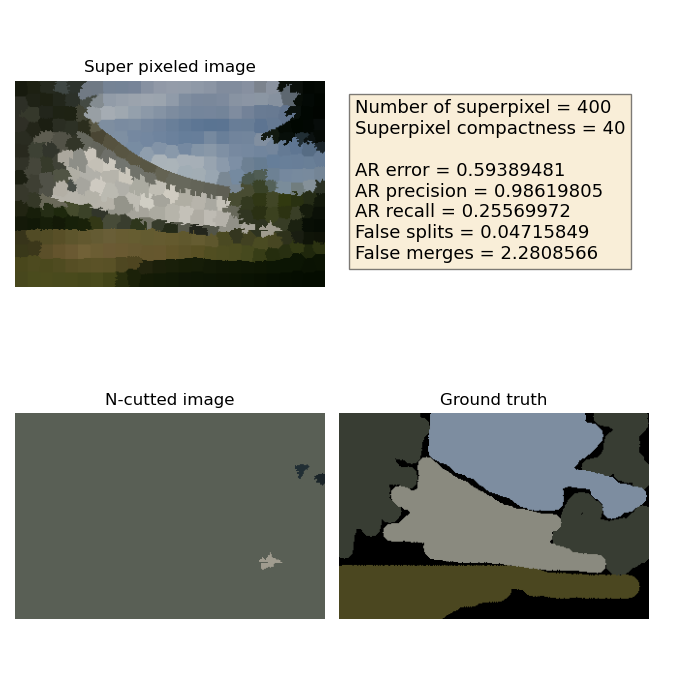 Super pixeled image
Number of superpixel = 400
Superpixel compactness = 40
AR error = 0.59389481
AR precision = 0.98619805
AR recall = 0.25569972
False splits = 0.04715849
False merges = 2.2808566
N-cutted image
Ground truth